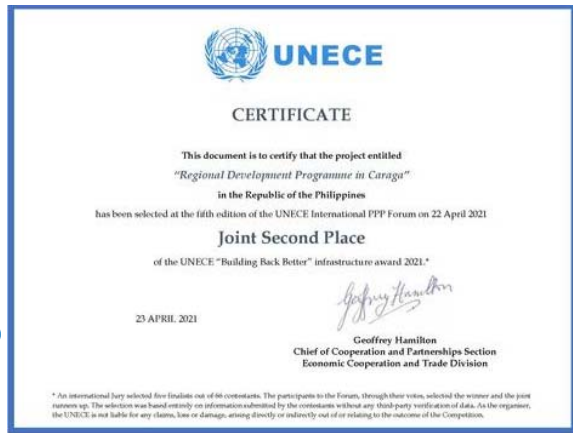 UNECE
CERTIFICATE
This document is to certify that the project entitled
"Regional Development Programme in Caraga"
in the Republic of the Philippines
has been selected at the fifth edition of the UNECE International PPP Forum on 22 April 2021
Joint Second Place
of the UNECE "Building Back Better" infrastructure award 2021.*
Geoffrey Hamilton
23 APRIL 2021
Geoffrey Hamilton
Chief of Cooperation and Partnerships Section
Economic Cooperation and Trade Division
* An international Jury selected five finalists out of 66 contestants. The participants to the Forum, through their votes, selected the winner and the joint
runners up. The selection was based entirely on information submitted by the contestants without any third-party verification of data. As the organiser,
the UNECE is not liable for any claims, loss or damage, arising directly or indirectly out of or relating to the outcome of the Competition.